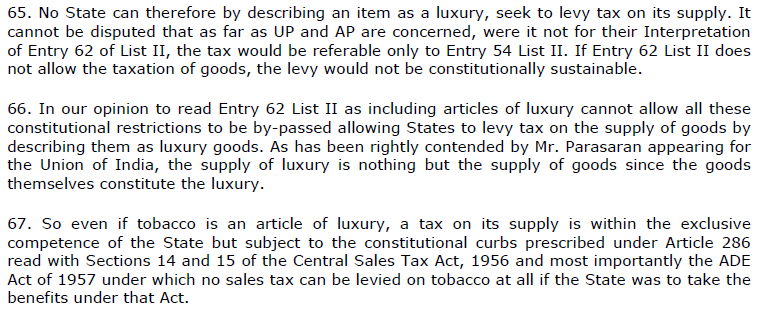 65. No State can therefore by describing an item as a luxury, seek to levy tax on its supply. It
cannot be disputed that as far as UP and AP are concerned, were it not for their Interpretation
of Entry 62 of List II, the tax would be referable only to Entry 54 List II. If Entry 62 List II does
not allow the taxation of goods, the levy would not be constitutionally sustainable.
66. In our opinion to read Entry 62 List II as including articles of luxury cannot allow all these
constitutional restrictions to be by-passed allowing States to levy tax on the supply of goods by
describing them as luxury goods. As has been rightly contended by Mr. Parasaran appearing for
the Union of India, the supply of luxury is nothing but the supply of goods since the goods
themselves constitute the luxury.
67. So even if tobacco is an article of luxury, a tax on its supply is within the exclusive
competence of the State but subject to the constitutional curbs prescribed under Article 286
read with Sections 14 and 15 of the Central Sales Tax Act, 1956 and most importantly the ADE
Act of 1957 under which no sales tax can be levied on tobacco at all if the State was to take the
benefits under that Act.